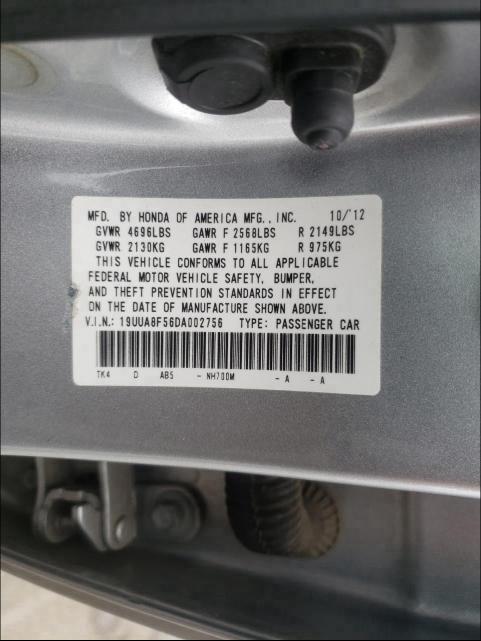 MFD. BY HONDA OF AMERICA MFG., INC. 10/'12
GVWR 4696LBS GAWR F 2568LBS R 2149LBS
GVWR 2130KG GAWR F 1165KG R 975KG
THIS VEHICLE CONFORMS TO ALL APPLICABLE
FEDERAL MOTOR VEHICLE SAFETY, BUMPER,
AND THEFT PREVENTION STANDARDS IN EFFECT
ON THE DATE OF MANUFACTURE SHOWN ABOVE.
V.I.N.: 19UUA8F56DA002756 TYPE: PASSENGER CAR
TK4 D AB5 - NH700M - A - A